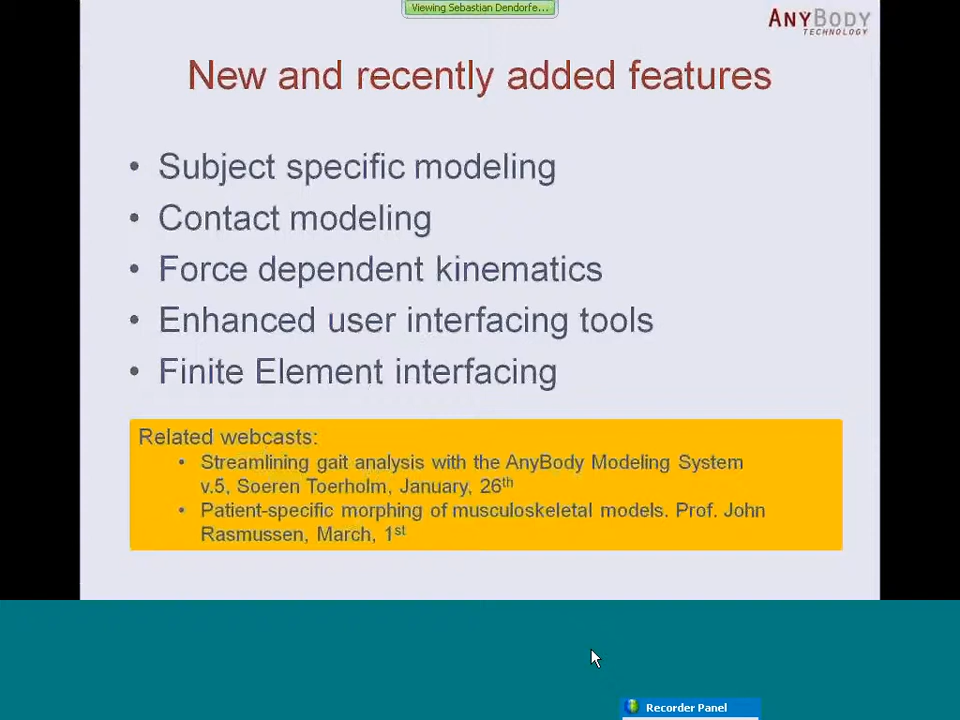 Viewing Sebastian Dendorfe...
ANYBODY
TECHNOLOGY
New and recently added features
• Subject specific modeling
• Contact modeling
• Force dependent kinematics
• Enhanced user interfacing tools
• Finite Element interfacing
Related webcasts:
• Streamlining gait analysis with the AnyBody Modeling System
v.5, Soeren Toerholm, January, 26th
• Patient-specific morphing of musculoskeletal models. Prof. John
Rasmussen, March, 1st
Recorder Panel